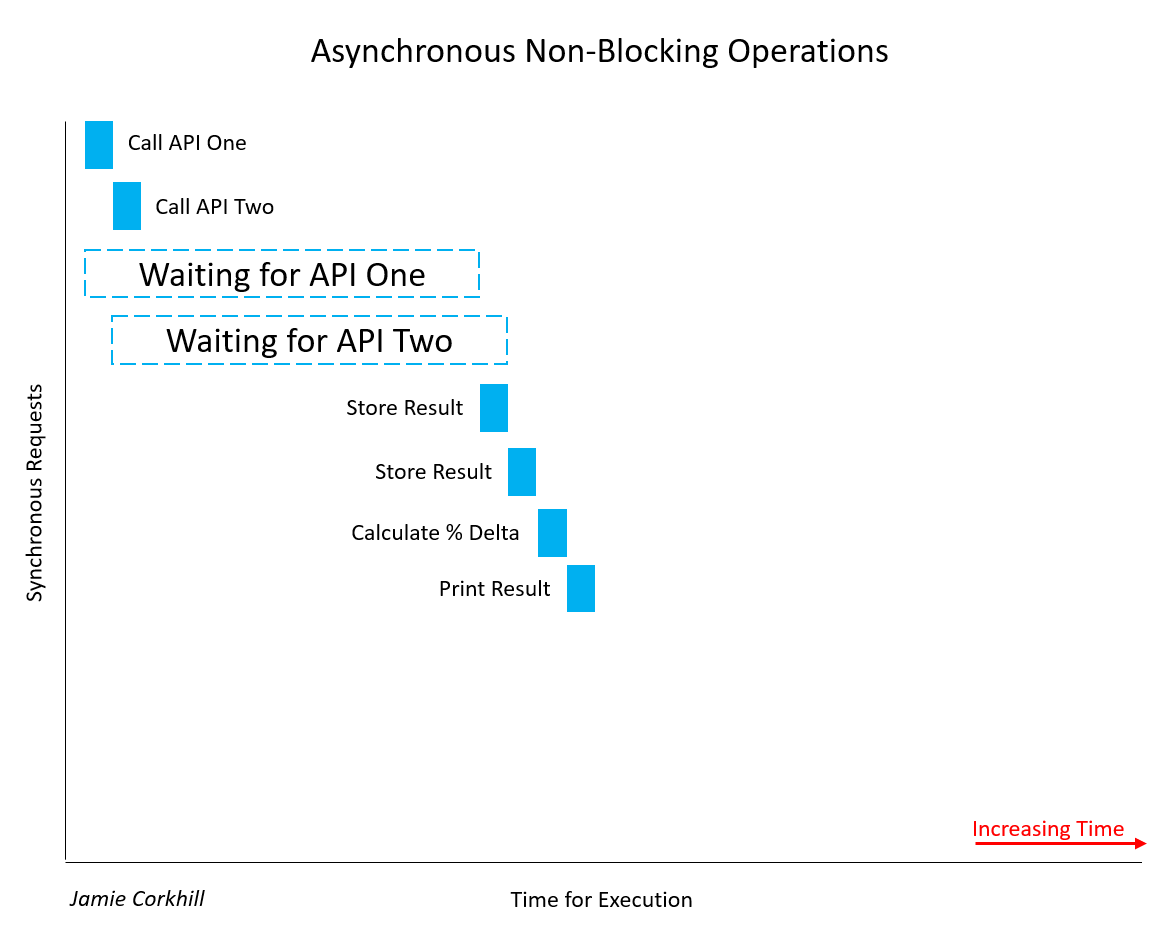 Asynchronous Non-Blocking Operations
Call API One
Call API Two
Waiting for API One
Waiting for API Two
Store Result
Store Result
Calculate % Delta
Print Result
Synchronous Requests
Increasing Time
Jamie Corkhill
Time for Execution